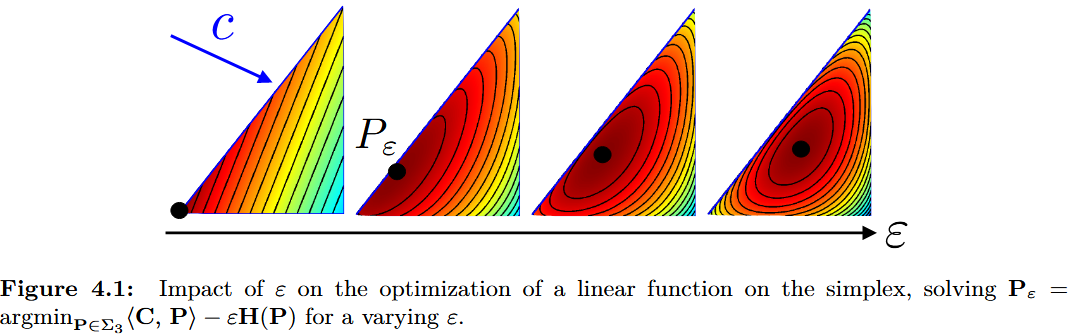 c
P_ε
ε
Figure 4.1: Impact of ε on the optimization of a linear function on the simplex, solving P_ε =
argmin_{P∈Σ_3}⟨C, P⟩ − εH(P) for a varying ε.